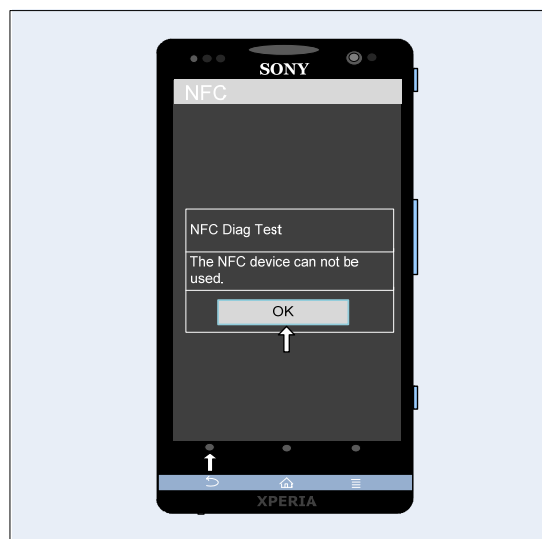 SONY
NFC
NFC Diag Test
The NFC device can not be
used.
OK
XPERIA